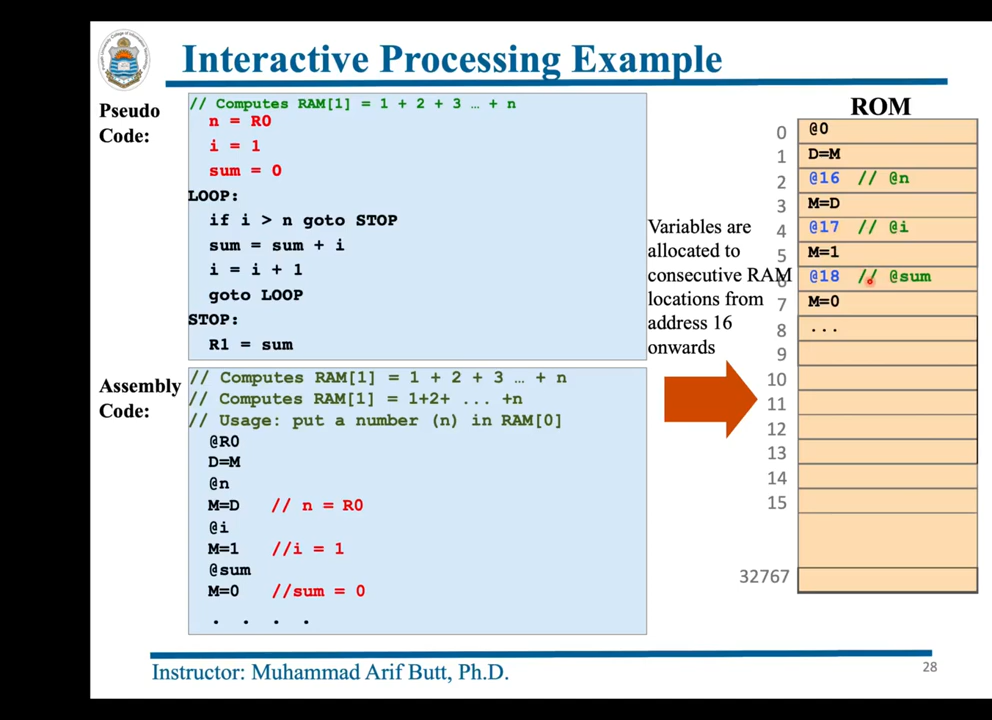 Interactive Processing Example
Pseudo
Code:
// Computes RAM[1] = 1 + 2 + 3 … + n
n = R0
i = 1
sum = 0
LOOP:
if i > n goto STOP
sum = sum + i
i = i + 1
goto LOOP
STOP:
R1 = sum
Assembly
Code:
// Computes RAM[1] = 1 + 2 + 3 … + n
// Computes RAM[1] = 1+2+ ... +n
// Usage: put a number (n) in RAM[0]
@R0
D=M
@n
M=D // n = R0
@i
M=1 //i = 1
@sum
M=0 //sum = 0
. . . .
Variables are
allocated to
consecutive RAM
locations from
address 16
onwards
ROM
0 @0
1 D=M
2 @16 // @n
3 M=D
4 @17 // @i
5 M=1
6 @18 // @sum
7 M=0
8 ...
9
10
11
12
13
14
15
32767
Instructor: Muhammad Arif Butt, Ph.D.
28